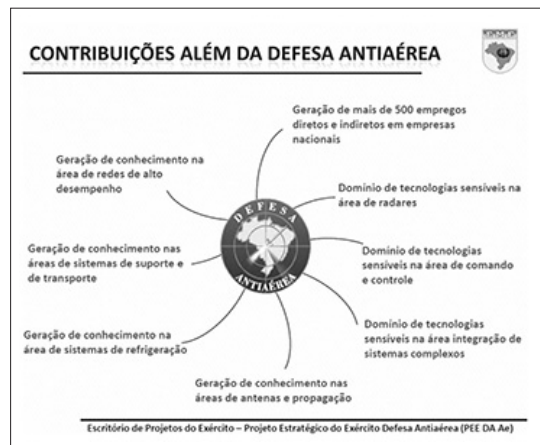 CONTRIBUIÇÕES ALÉM DA DEFESA ANTIAÉREA
Geração de mais de 500 empregos
diretos e indiretos em empresas
nacionais
Geração de conhecimento na
área de redes de alto
desempenho
Domínio de tecnologias sensíveis na
área de radares
DEFESA
ANTIAÉREA
Geração de conhecimento nas
áreas de sistemas de suporte e
de transporte
Domínio de tecnologias
sensíveis na área de comando
e controle
Geração de conhecimento na
área de sistemas de refrigeração
Domínio de tecnologias
sensíveis na área integração de
sistemas complexos
Geração de conhecimento nas
áreas de antenas e propagação
Escritório de Projetos do Exército – Projeto Estratégico do Exército Defesa Antiaérea (PEE DA Ae)